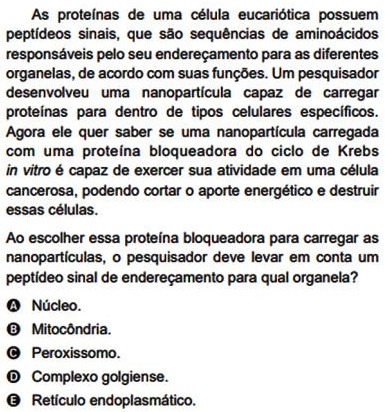 As proteínas de uma célula eucariótica possuem
peptídeos sinais, que são sequências de aminoácidos
responsáveis pelo seu endereçamento para as diferentes
organelas, de acordo com suas funções. Um pesquisador
desenvolveu uma nanopartícula capaz de carregar
proteínas para dentro de tipos celulares específicos.
Agora ele quer saber se uma nanopartícula carregada
com uma proteína bloqueadora do ciclo de Krebs
in vitro é capaz de exercer sua atividade em uma célula
cancerosa, podendo cortar o aporte energético e destruir
essas células.
Ao escolher essa proteína bloqueadora para carregar as
nanopartículas, o pesquisador deve levar em conta um
peptídeo sinal de endereçamento para qual organela?
A Núcleo.
B Mitocôndria.
C Peroxissomo.
D Complexo golgiense.
E Retículo endoplasmático.